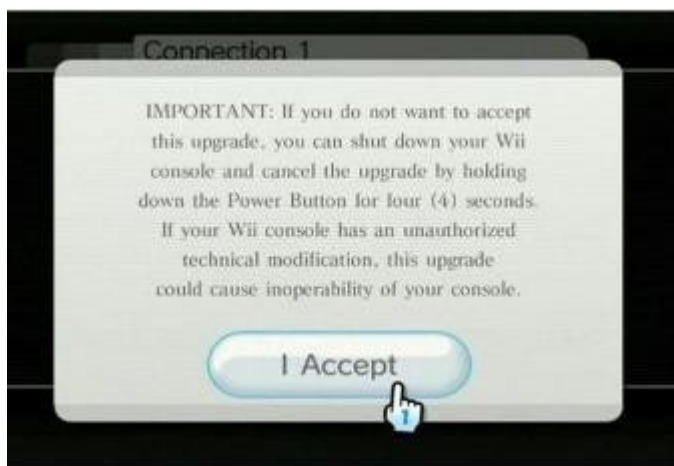 Connection 1
IMPORTANT: If you do not want to accept
this upgrade, you can shut down your Wii
console and cancel the upgrade by holding
down the Power Button for four (4) seconds.
If your Wii console has an unauthorized
technical modification, this upgrade
could cause inoperability of your console.
I Accept
1